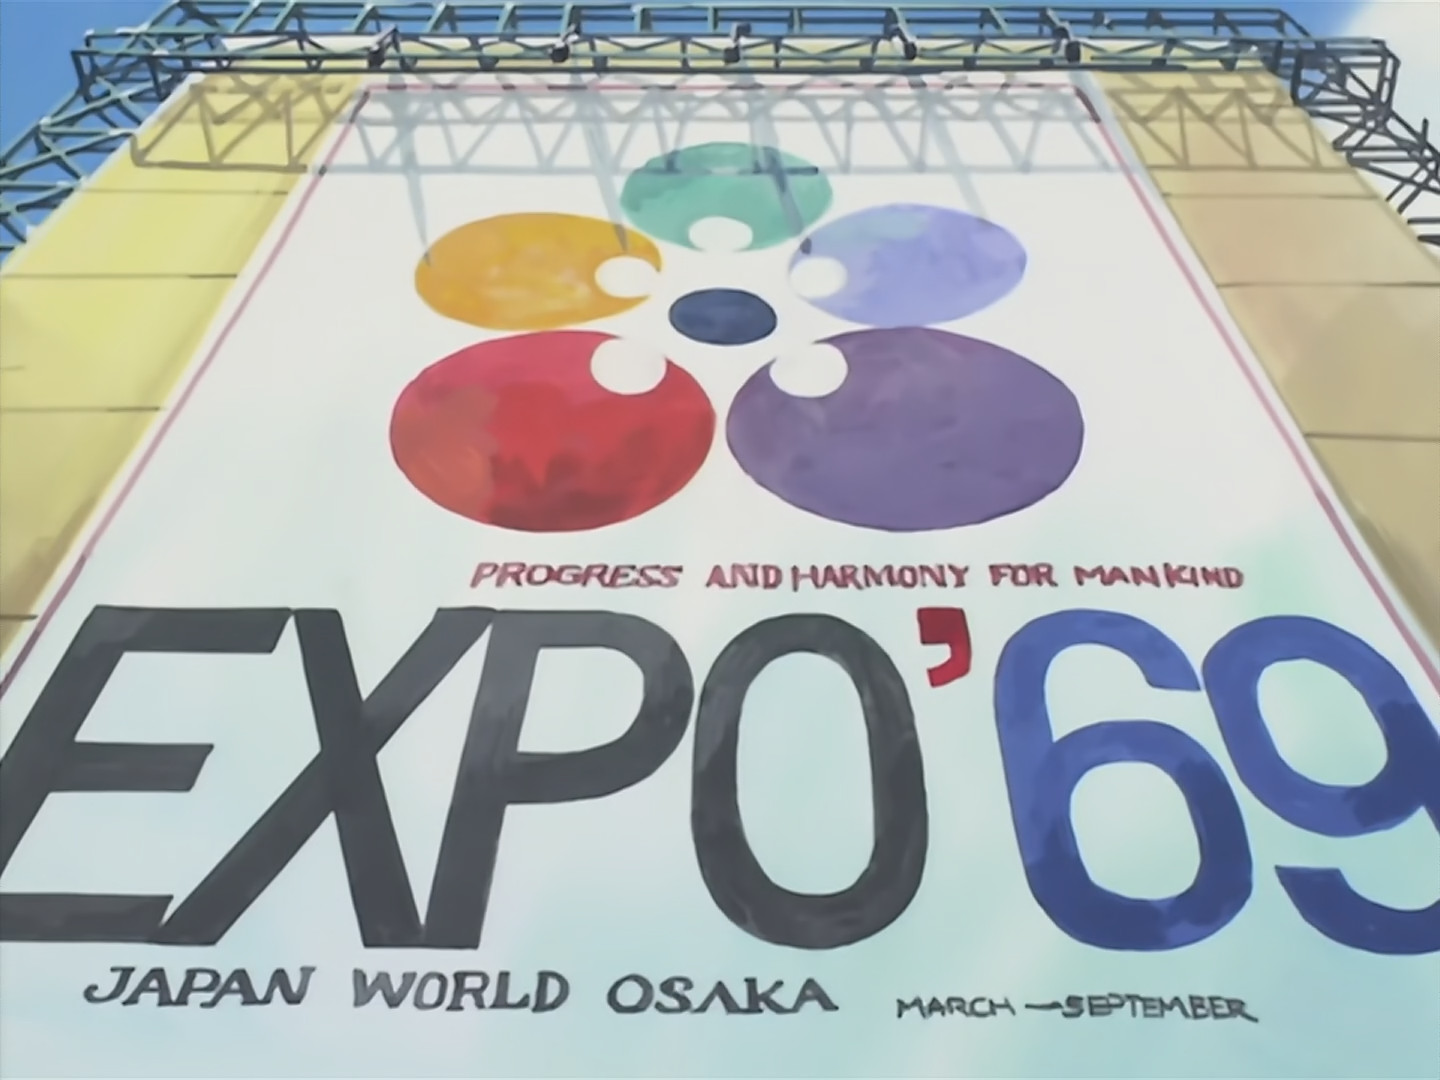 PROGRESS AND HARMONY FOR MANKIND
EXPO'69
JAPAN WORLD OSAKA MARCH—SEPTEMBER